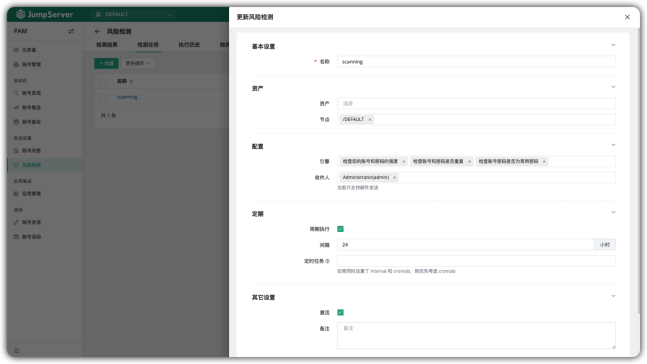 JumpServer
DEFAULT
PAM
仪表盘
账号管理
自动化
账号发现
账号推送
账号备份
安全设置
账号改密
风险检测
应用集成
应用管理
活动
账号会话
账号活动
风险检测
检测结果
检测任务
执行历史
检测
+ 创建
更多操作
名称
scanning
共 1 条
更新风险检测
基本设置
* 名称
scanning
资产
资产
选择
节点
/DEFAULT ×
配置
引擎
检查您的账号和密码的强度 ×
检查账号和密码是否重复 ×
检查账号密码是否为常用密码 ×
收件人
Administrator(admin) ×
当前只支持邮件发送
定期
周期执行
间隔
24
小时
定时任务
如果同时设置了 interval 和 crontab，则优先考虑 crontab
其它设置
激活
备注
备注